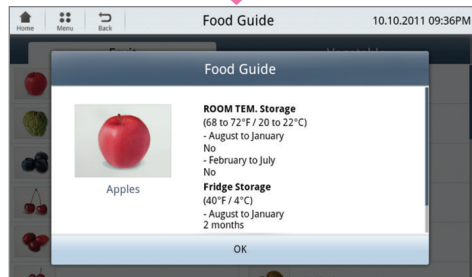 Home
Menu
Back
Food Guide
10.10.2011 09:36PM
Food Guide
ROOM TEM. Storage
(68 to 72°F / 20 to 22°C)
- August to January
No
- February to July
No
Fridge Storage
(40°F / 4°C)
- August to January
2 months
Apples
OK